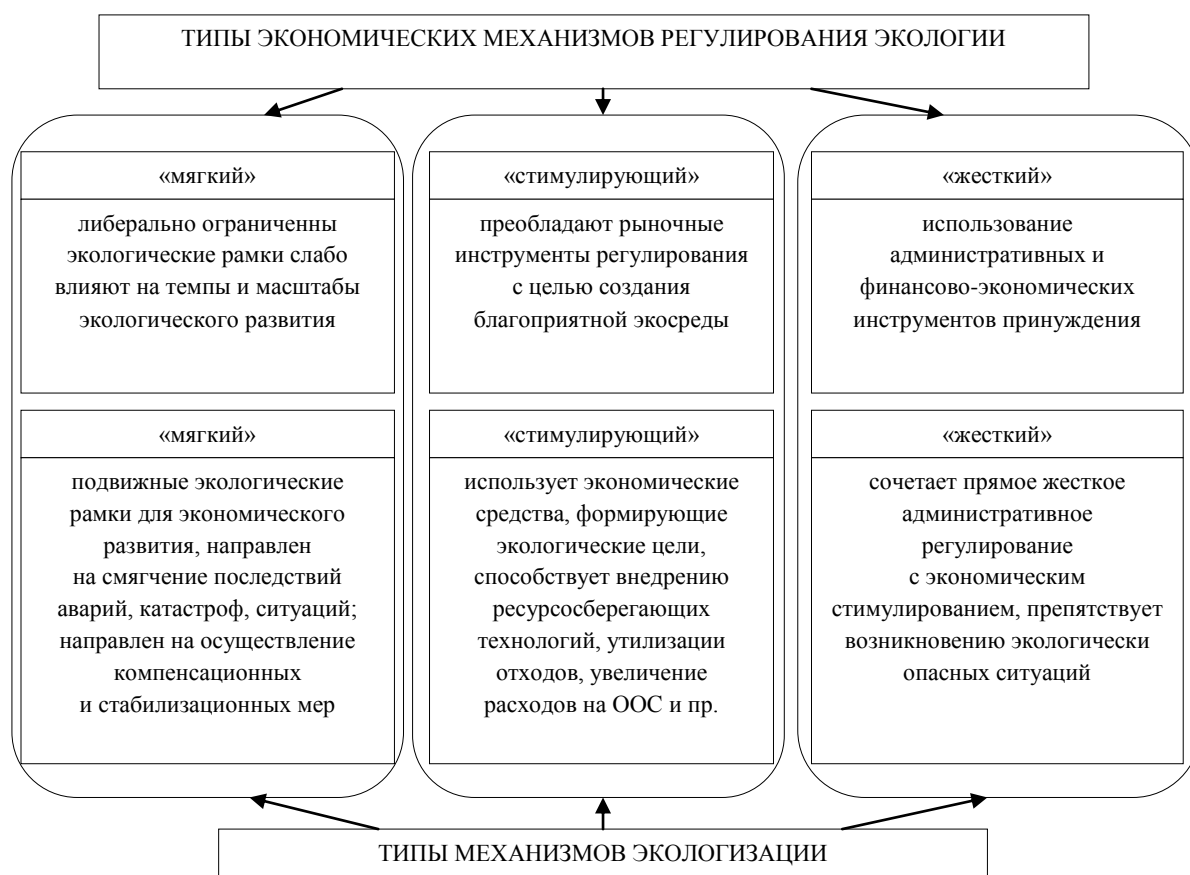 ТИПЫ ЭКОНОМИЧЕСКИХ МЕХАНИЗМОВ РЕГУЛИРОВАНИЯ ЭКОЛОГИИ
«мягкий»
либерально ограниченны
экологические рамки слабо
влияют на темпы и масштабы
экологического развития
«стимулирующий»
преобладают рыночные
инструменты регулирования
с целью создания
благоприятной экосреды
«жесткий»
использование
административных и
финансово-экономических
инструментов принуждения
«мягкий»
подвижные экологические
рамки для экономического
развития, направлен
на смягчение последствий
аварий, катастроф, ситуаций;
направлен на осуществление
компенсационных
и стабилизационных мер
«стимулирующий»
использует экономические
средства, формирующие
экологические цели,
способствует внедрению
ресурсосберегающих
технологий, утилизации
отходов, увеличение
расходов на ООС и пр.
«жесткий»
сочетает прямое жесткое
административное
регулирование
с экономическим
стимулированием, препятствует
возникновению экологически
опасных ситуаций
ТИПЫ МЕХАНИЗМОВ ЭКОЛОГИЗАЦИИ